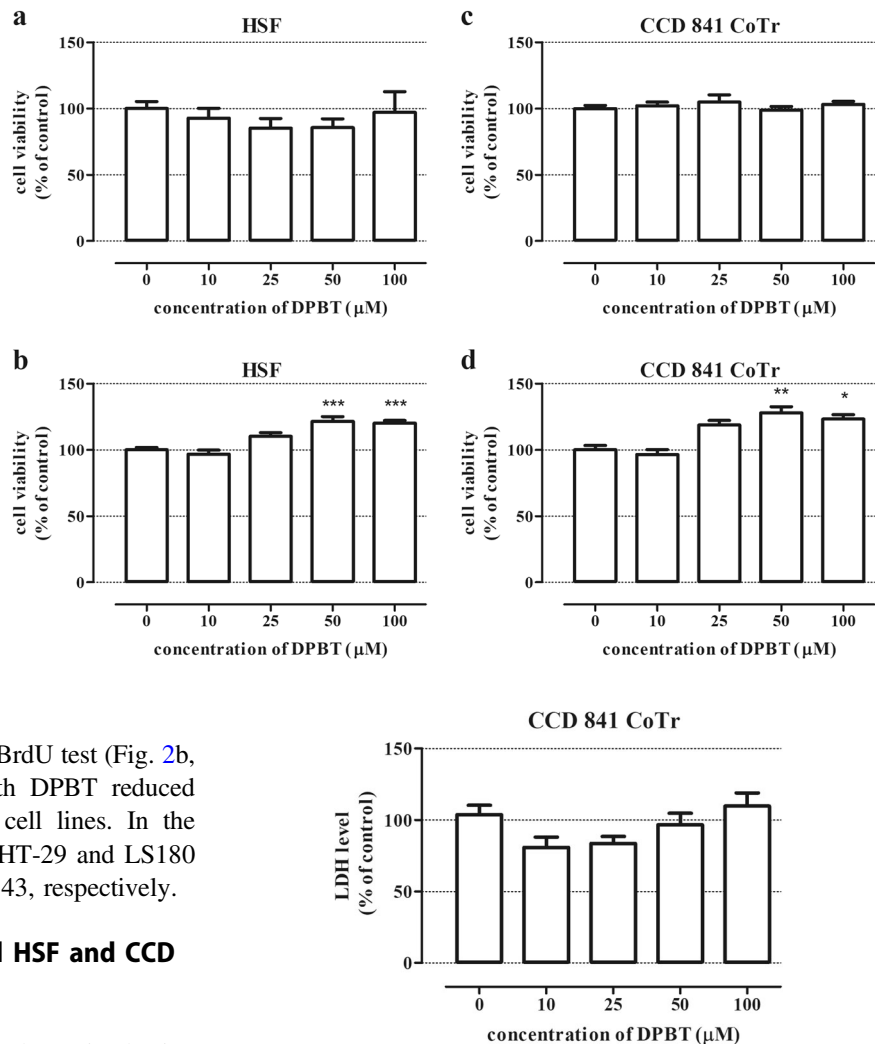 a
HSF
150
100
50
0
cell viability
(% of control)
0 10 25 50 100
concentration of DPBT (μM)
c
CCD 841 CoTr
150
100
50
0
cell viability
(% of control)
0 10 25 50 100
concentration of DPBT (μM)
b
HSF
150
100
50
0
cell viability
(% of control)
*** ***
0 10 25 50 100
concentration of DPBT (μM)
d
CCD 841 CoTr
150
100
50
0
cell viability
(% of control)
** *
0 10 25 50 100
concentration of DPBT (μM)
BrdU test (Fig. 2b,
DPBT reduced
cell lines. In the
HT-29 and LS180
43, respectively.
HSF and CCD
CCD 841 CoTr
150
100
50
0
LDH level
(% of control)
0 10 25 50 100
concentration of DPBT (μM)